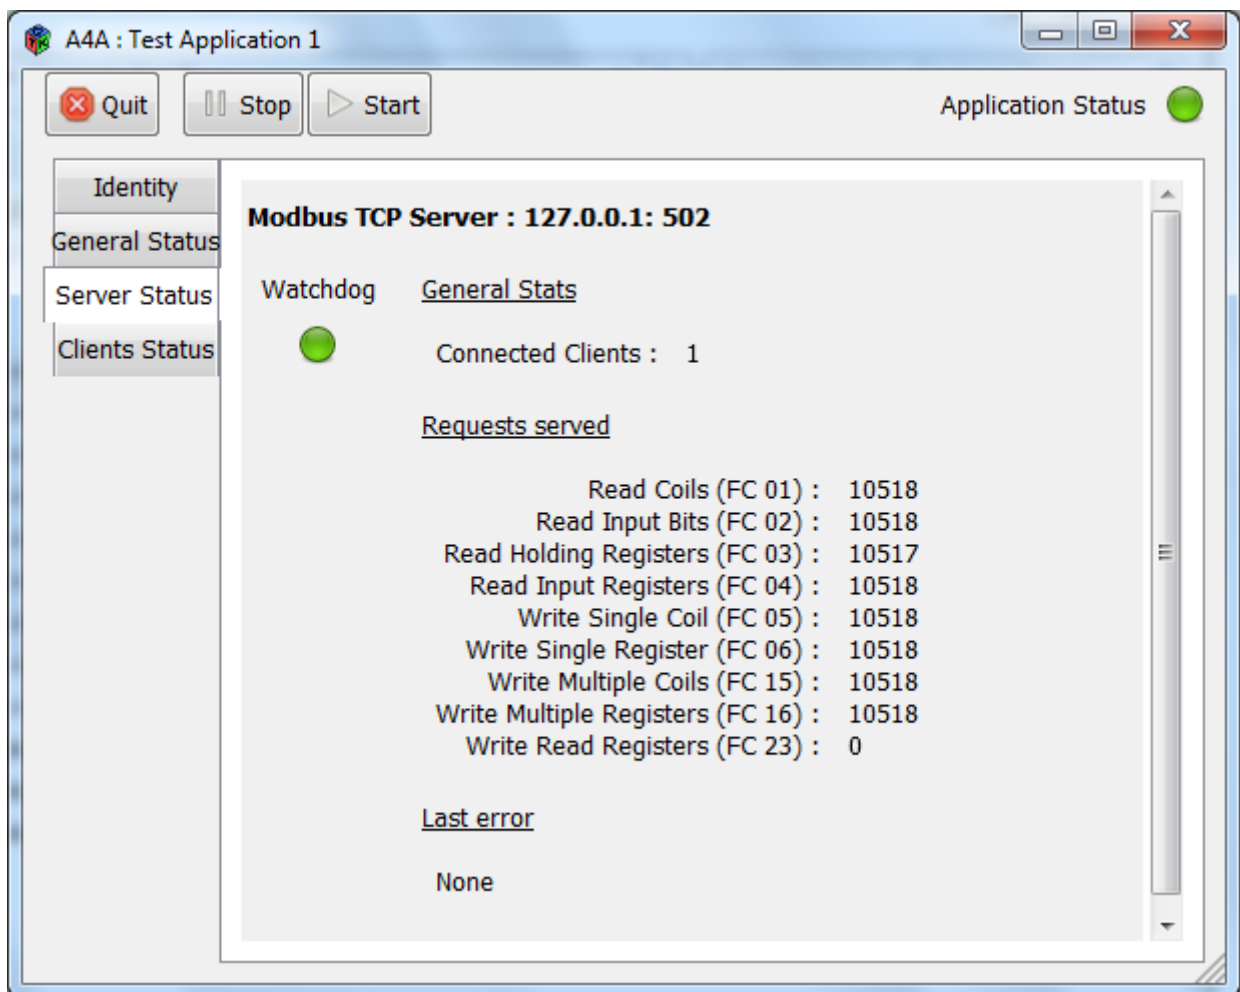 A4A : Test Application 1
Quit Stop Start Application Status
Identity
General Status
Server Status
Clients Status
Modbus TCP Server : 127.0.0.1: 502
Watchdog General Stats
Connected Clients : 1
Requests served
Read Coils (FC 01) : 10518
Read Input Bits (FC 02) : 10518
Read Holding Registers (FC 03) : 10517
Read Input Registers (FC 04) : 10518
Write Single Coil (FC 05) : 10518
Write Single Register (FC 06) : 10518
Write Multiple Coils (FC 15) : 10518
Write Multiple Registers (FC 16) : 10518
Write Read Registers (FC 23) : 0
Last error
None